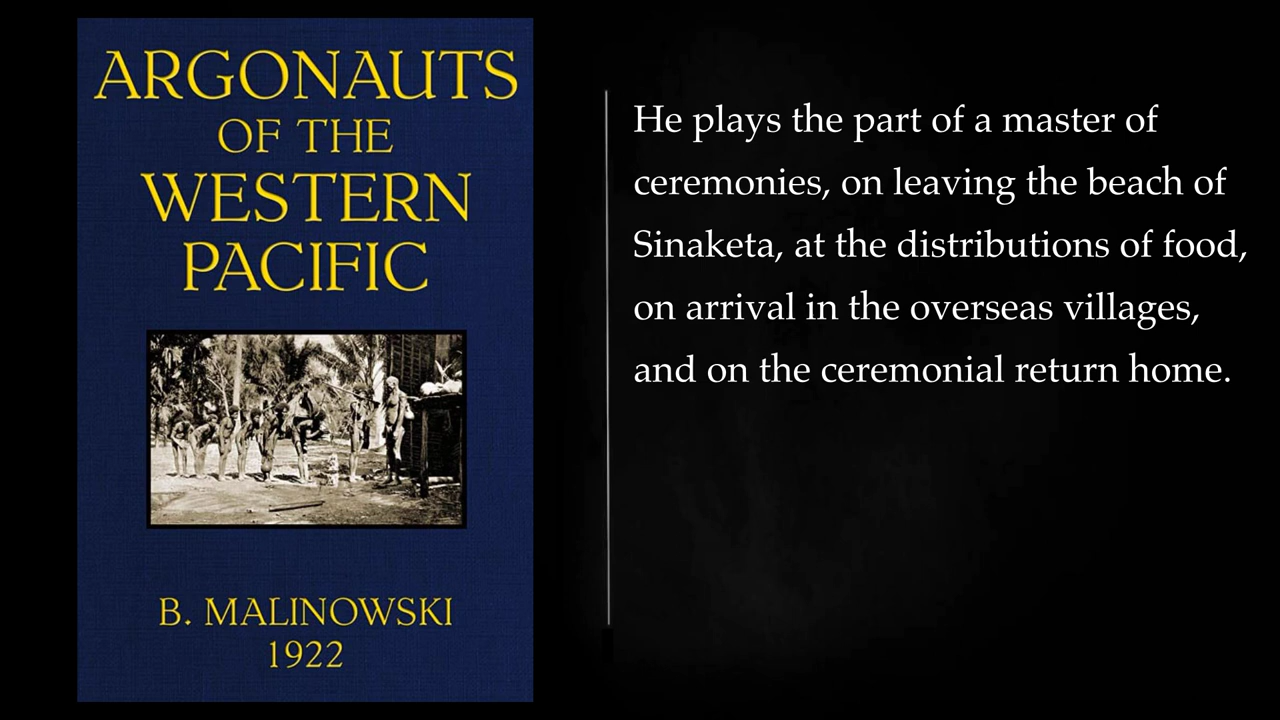 ARGONAUTS
OF THE
WESTERN
PACIFIC
B. MALINOWSKI
1922
He plays the part of a master of
ceremonies, on leaving the beach of
Sinaketa, at the distributions of food,
on arrival in the overseas villages,
and on the ceremonial return home.